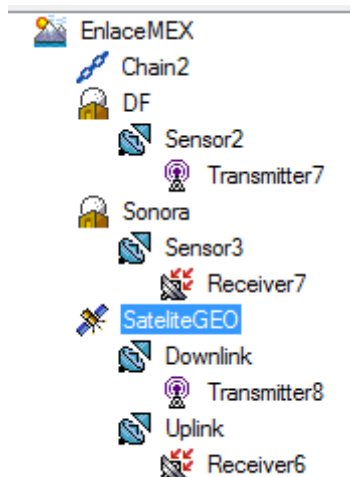 EnlaceMEX
Chain2
DF
Sensor2
Transmitter7
Sonora
Sensor3
Receiver7
SateliteGEO
Downlink
Transmitter8
Uplink
Receiver6